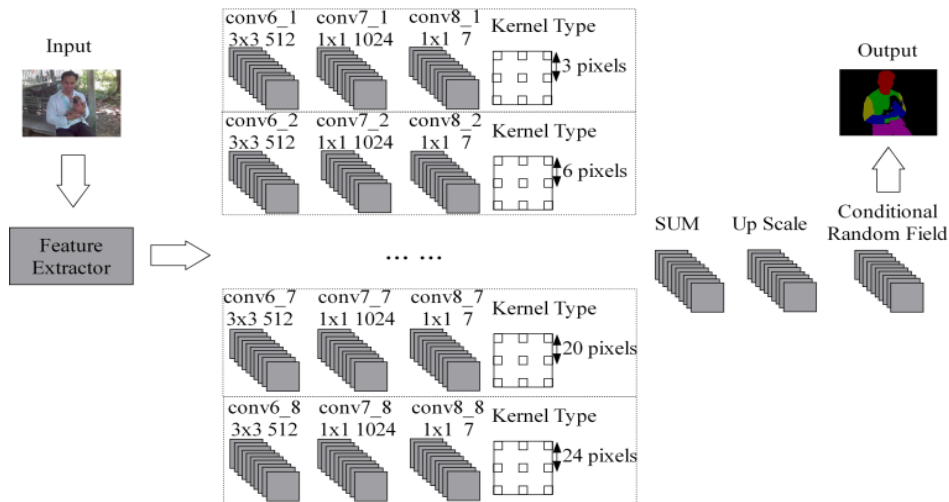 Input
Feature
Extractor
conv6_1 conv7_1 conv8_1 Kernel Type
3x3 512 1x1 1024 1x1 7
3 pixels
conv6_2 conv7_2 conv8_2 Kernel Type
3x3 512 1x1 1024 1x1 7
6 pixels
... ...
conv6_7 conv7_7 conv8_7 Kernel Type
3x3 512 1x1 1024 1x1 7
20 pixels
conv6_8 conv7_8 conv8_8 Kernel Type
3x3 512 1x1 1024 1x1 7
24 pixels
SUM
Up Scale
Conditional
Random Field
Output